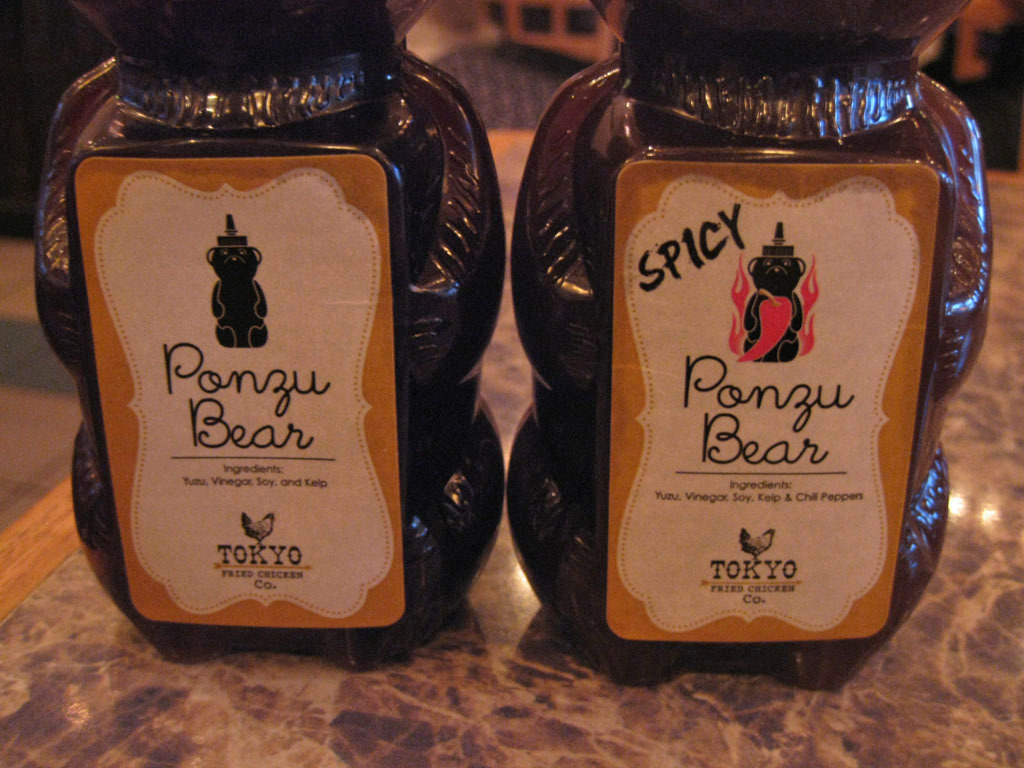 Ponzu
Bear
Ingredients:
Yuzu, Vinegar, Soy, and Kelp
TOKYO
FRIED CHICKEN
Co.
SPICY
Ponzu
Bear
Ingredients:
Yuzu, Vinegar, Soy, Kelp & Chili Peppers
TOKYO
FRIED CHICKEN
Co.